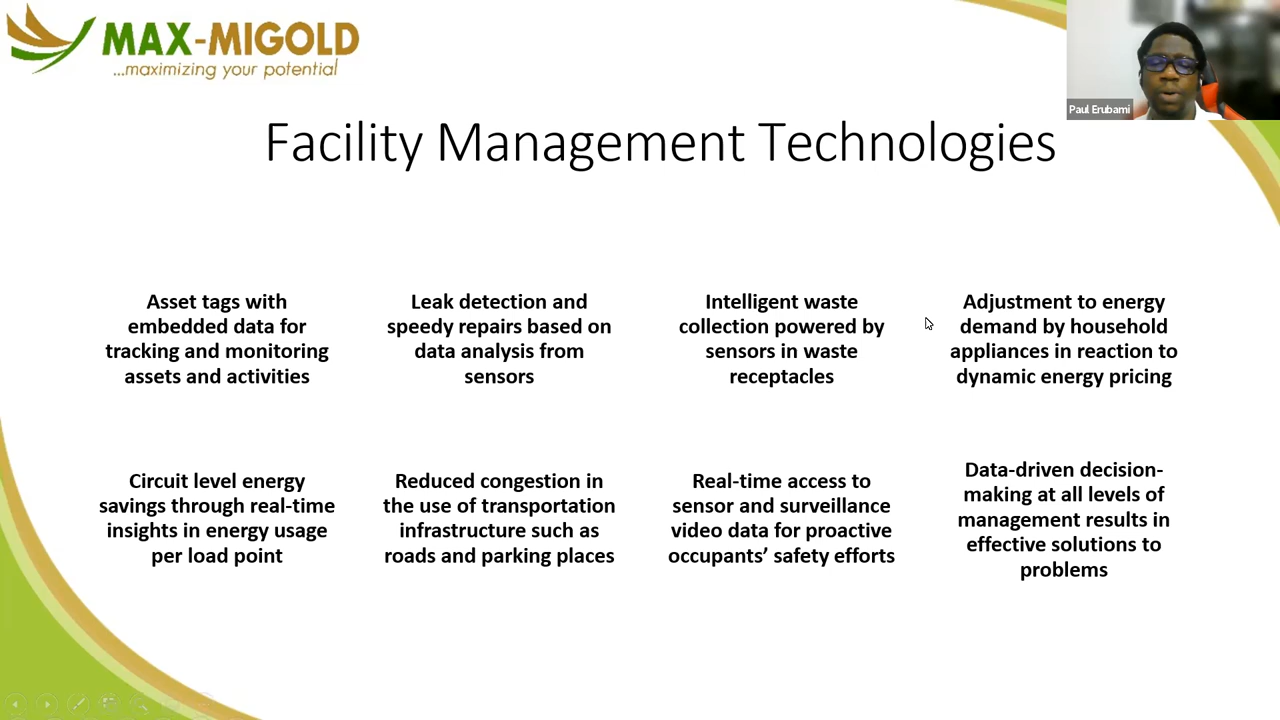 MAX-MIGOLD
...maximizing your potential
Paul Erubami
Facility Management Technologies
Asset tags with
embedded data for
tracking and monitoring
assets and activities
Leak detection and
speedy repairs based on
data analysis from
sensors
Intelligent waste
collection powered by
sensors in waste
receptacles
Adjustment to energy
demand by household
appliances in reaction to
dynamic energy pricing
Circuit level energy
savings through real-time
insights in energy usage
per load point
Reduced congestion in
the use of transportation
infrastructure such as
roads and parking places
Real-time access to
sensor and surveillance
video data for proactive
occupants’ safety efforts
Data-driven decision-
making at all levels of
management results in
effective solutions to
problems